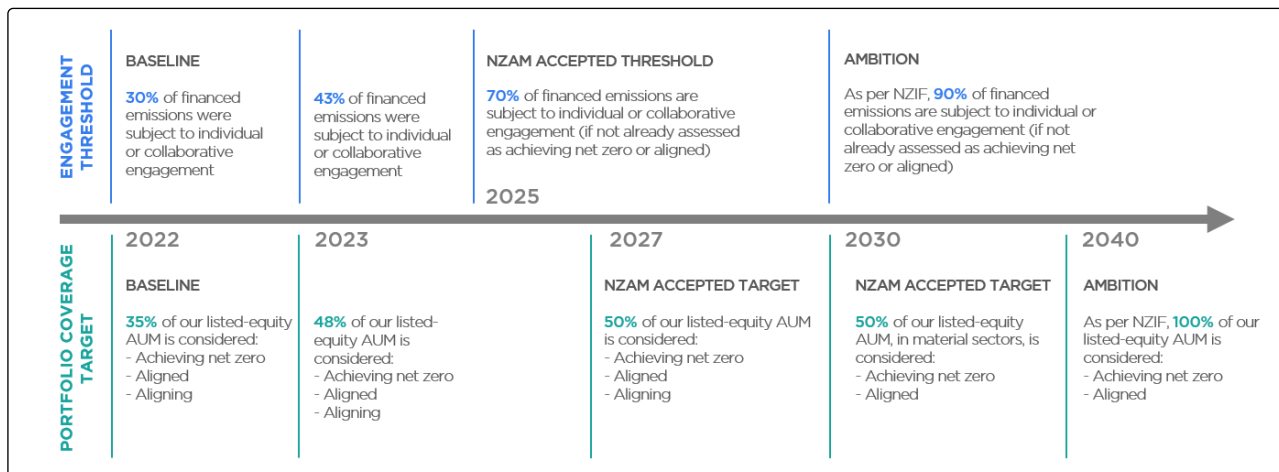 ENGAGEMENT
THRESHOLD
BASELINE
30% of financed
emissions were
subject to individual
or collaborative
engagement
43% of financed
emissions were
subject to individual
or collaborative
engagement
NZAM ACCEPTED THRESHOLD
70% of financed emissions are
subject to individual or collaborative
engagement (if not already assessed
as achieving net zero or aligned)
AMBITION
As per NZIF, 90% of financed
emissions are subject to individual or
collaborative engagement (if not
already assessed as achieving net
zero or aligned)
2025
2022
2023
2027
2030
2040
PORTFOLIO COVERAGE
TARGET
BASELINE
35% of our listed-equity
AUM is considered:
- Achieving net zero
- Aligned
- Aligning
48% of our listed-
equity AUM is
considered:
- Achieving net zero
- Aligned
- Aligning
NZAM ACCEPTED TARGET
50% of our listed-equity AUM
is considered:
- Achieving net zero
- Aligned
- Aligning
NZAM ACCEPTED TARGET
50% of our listed-equity
AUM, in material sectors, is
considered:
- Achieving net zero
- Aligned
AMBITION
As per NZIF, 100% of our
listed-equity AUM is
considered:
- Achieving net zero
- Aligned